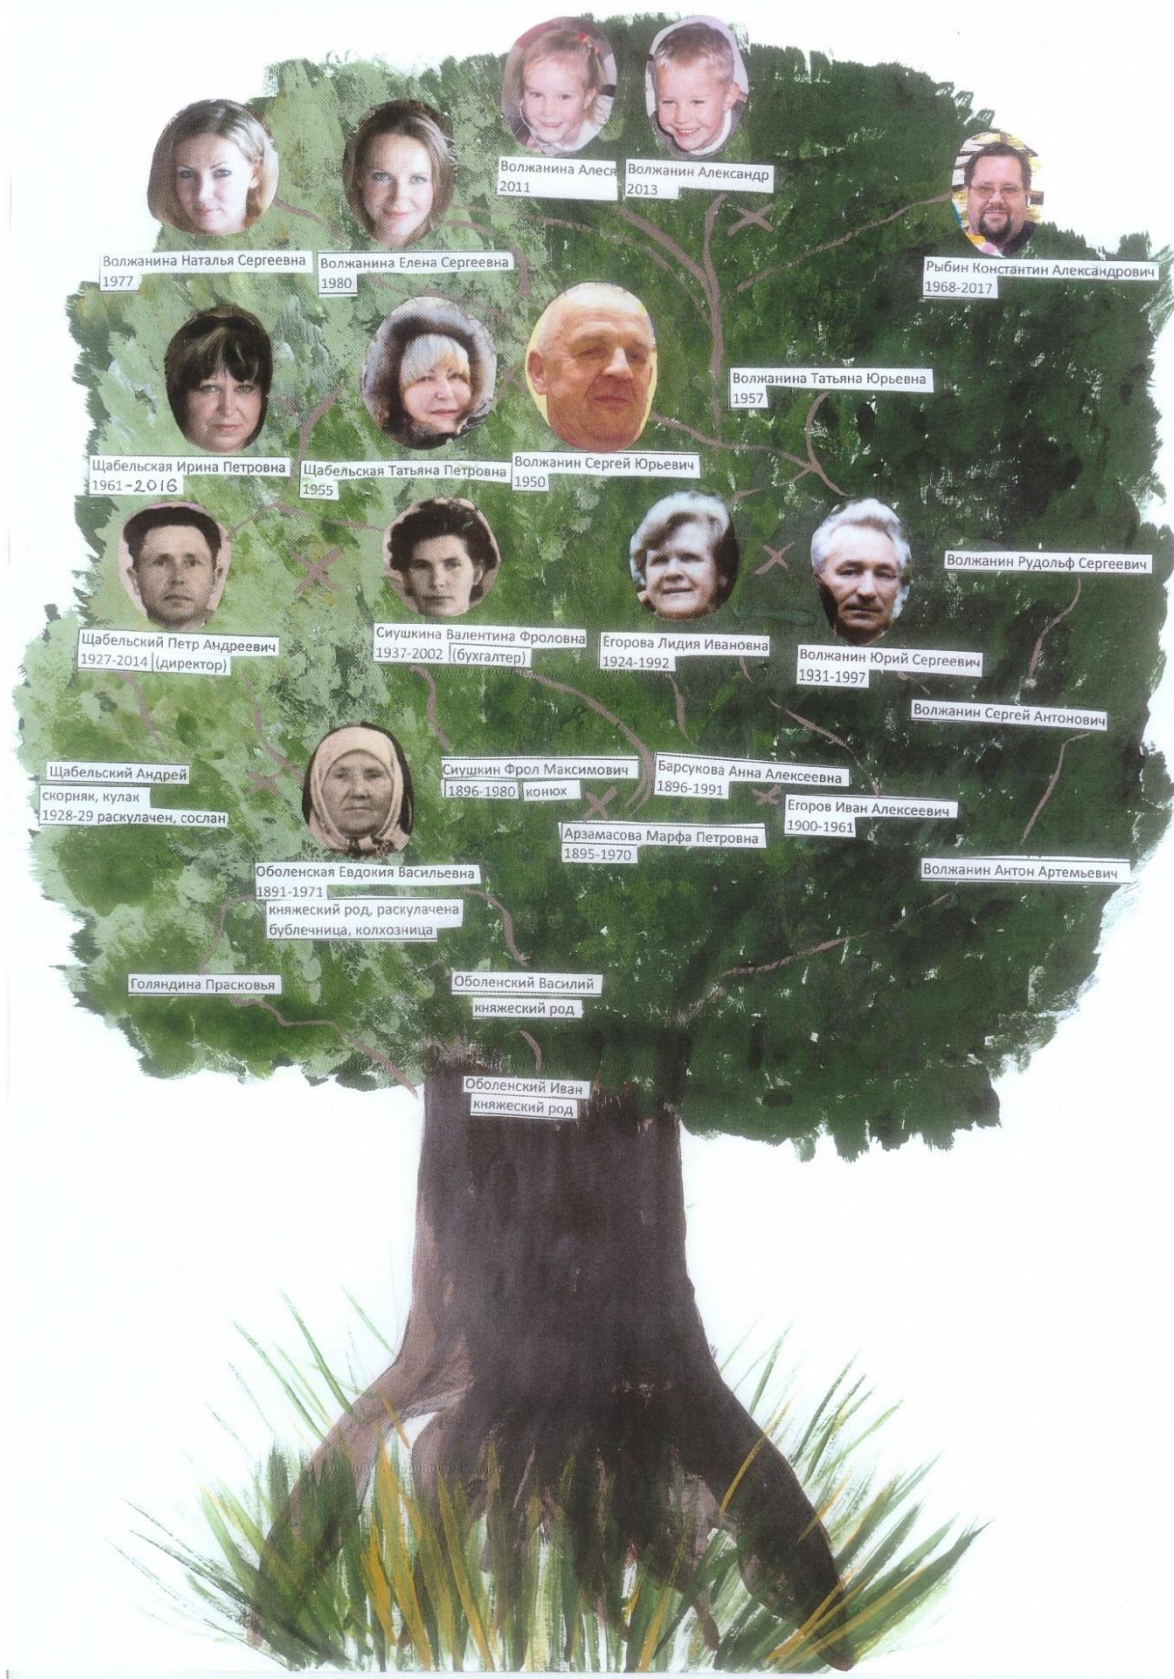 Волжанина Алеся
2011
Волжанин Александр
2013
Волжанина Наталья Сергеевна
1977
Волжанина Елена Сергеевна
1980
Рыбин Константин Александрович
1968-2017
Волжанина Татьяна Юрьевна
1957
Щабельская Ирина Петровна
1961-2016
Щабельская Татьяна Петровна
1955
Волжанин Сергей Юрьевич
1950
Волжанин Рудольф Сергеевич
Щабельский Петр Андреевич
1927-2014 (директор)
Сиушкина Валентина Фроловна
1937-2002 (бухгалтер)
Егорова Лидия Ивановна
1924-1992
Волжанин Юрий Сергеевич
1931-1997
Волжанин Сергей Антонович
Щабельский Андрей
скорняк, кулак
1928-29 раскулачен, сослан
Сиушкин Фрол Максимович
1896-1980 конюх
Барсукова Анна Алексеевна
1896-1991
Егоров Иван Алексеевич
1900-1961
Арзамасова Марфа Петровна
1895-1970
Оболенская Евдокия Васильевна
1891-1971
княжеский род, раскулачена
бублечница, колхозница
Волжанин Антон Артемьевич
Голяндина Прасковья
Оболенский Василий
княжеский род
Оболенский Иван
княжеский род